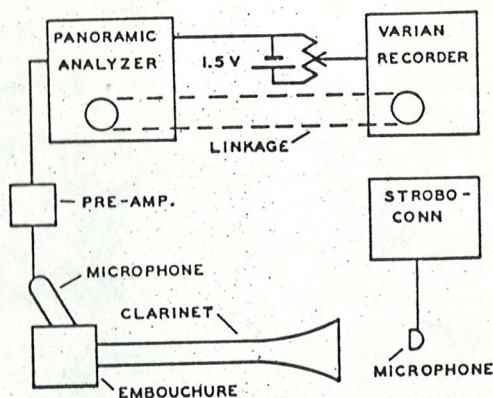 PANORAMIC
ANALYZER
1.5 V
VARIAN
RECORDER
LINKAGE
PRE-AMP.
STROBO-
CONN
MICROPHONE
CLARINET
MICROPHONE
EMBOUCHURE